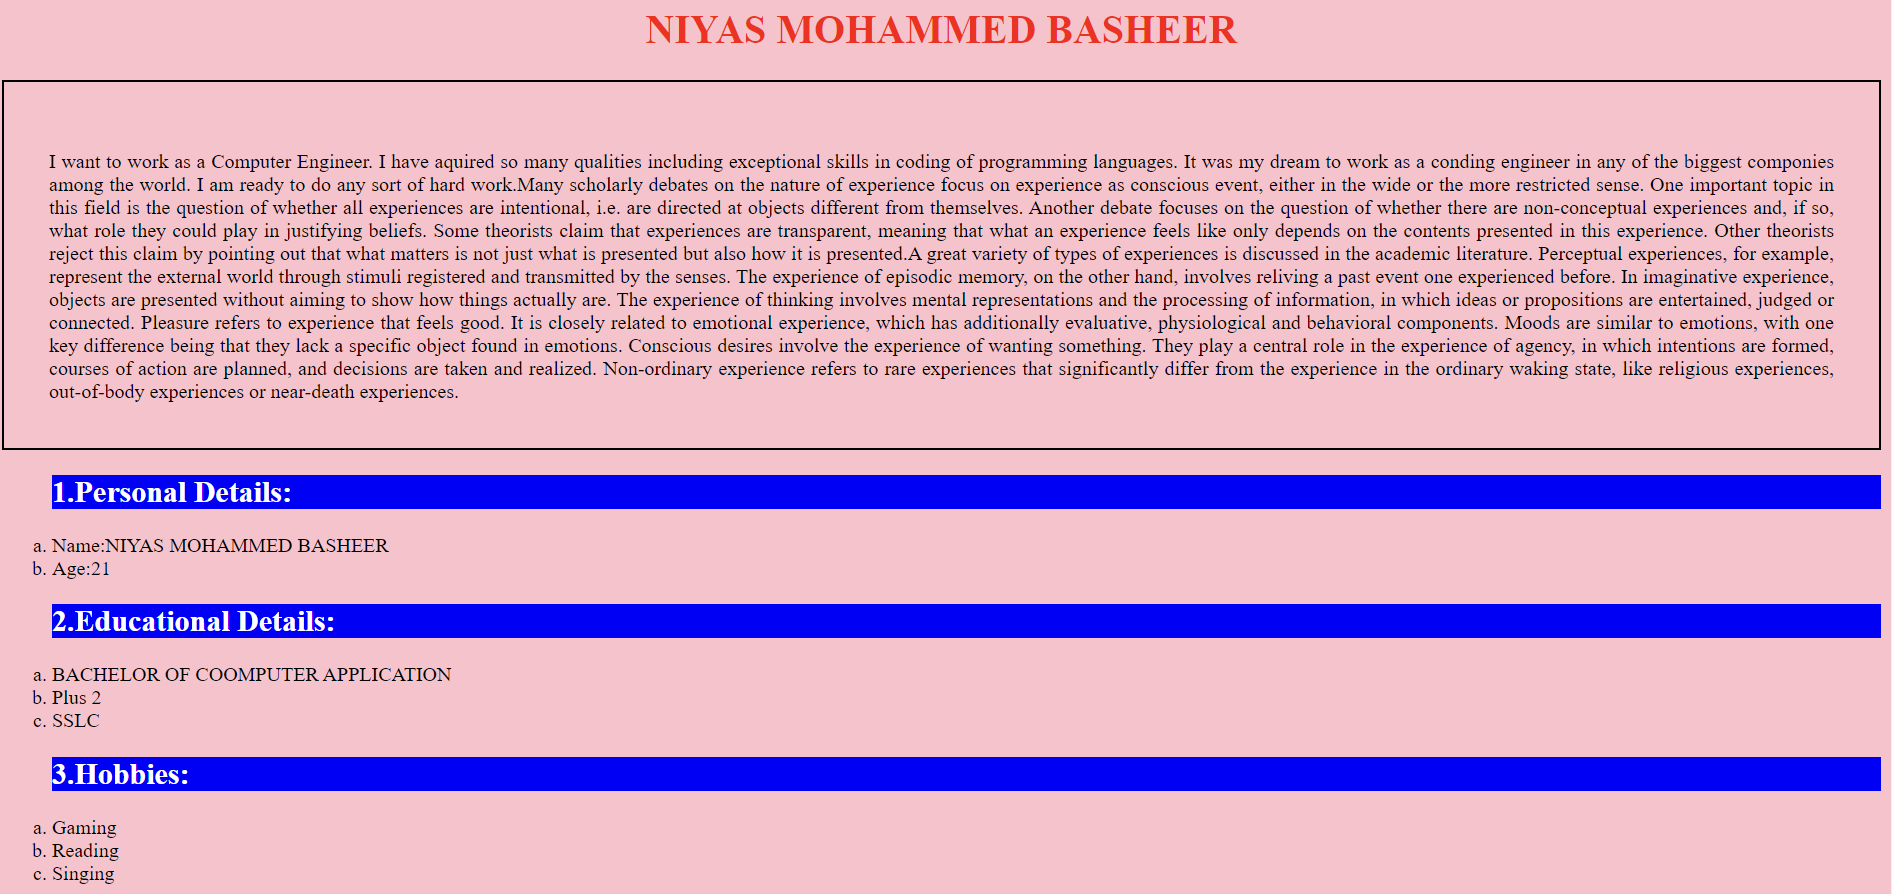 NIYAS MOHAMMED BASHEER
I want to work as a Computer Engineer. I have aquired so many qualities including exceptional skills in coding of programming languages. It was my dream to work as a conding engineer in any of the biggest componies
among the world. I am ready to do any sort of hard work.Many scholarly debates on the nature of experience focus on experience as conscious event, either in the wide or the more restricted sense. One important topic in
this field is the question of whether all experiences are intentional, i.e. are directed at objects different from themselves. Another debate focuses on the question of whether there are non-conceptual experiences and, if so,
what role they could play in justifying beliefs. Some theorists claim that experiences are transparent, meaning that what an experience feels like only depends on the contents presented in this experience. Other theorists
reject this claim by pointing out that what matters is not just what is presented but also how it is presented.A great variety of types of experiences is discussed in the academic literature. Perceptual experiences, for example,
represent the external world through stimuli registered and transmitted by the senses. The experience of episodic memory, on the other hand, involves reliving a past event one experienced before. In imaginative experience,
objects are presented without aiming to show how things actually are. The experience of thinking involves mental representations and the processing of information, in which ideas or propositions are entertained, judged or
connected. Pleasure refers to experience that feels good. It is closely related to emotional experience, which has additionally evaluative, physiological and behavioral components. Moods are similar to emotions, with one
key difference being that they lack a specific object found in emotions. Conscious desires involve the experience of wanting something. They play a central role in the experience of agency, in which intentions are formed,
courses of action are planned, and decisions are taken and realized. Non-ordinary experience refers to rare experiences that significantly differ from the experience in the ordinary waking state, like religious experiences,
out-of-body experiences or near-death experiences.
1.Personal Details:
a. Name:NIYAS MOHAMMED BASHEER
b. Age:21
2.Educational Details:
a. BACHELOR OF COOMPUTER APPLICATION
b. Plus 2
c. SSLC
3.Hobbies:
a. Gaming
b. Reading
c. Singing